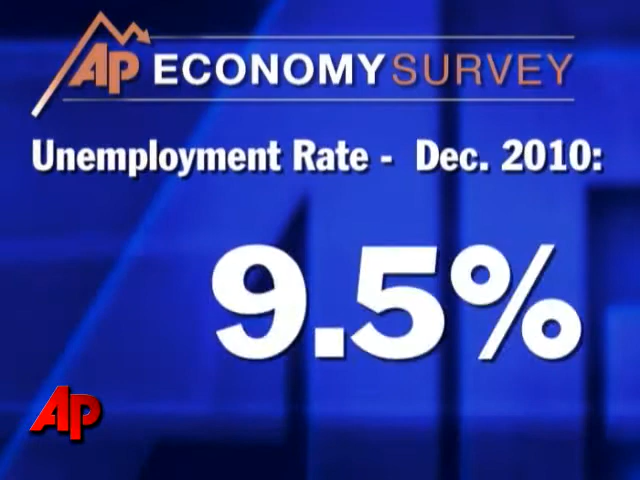 AP ECONOMY SURVEY
Unemployment Rate - Dec. 2010:
9.5%
AP